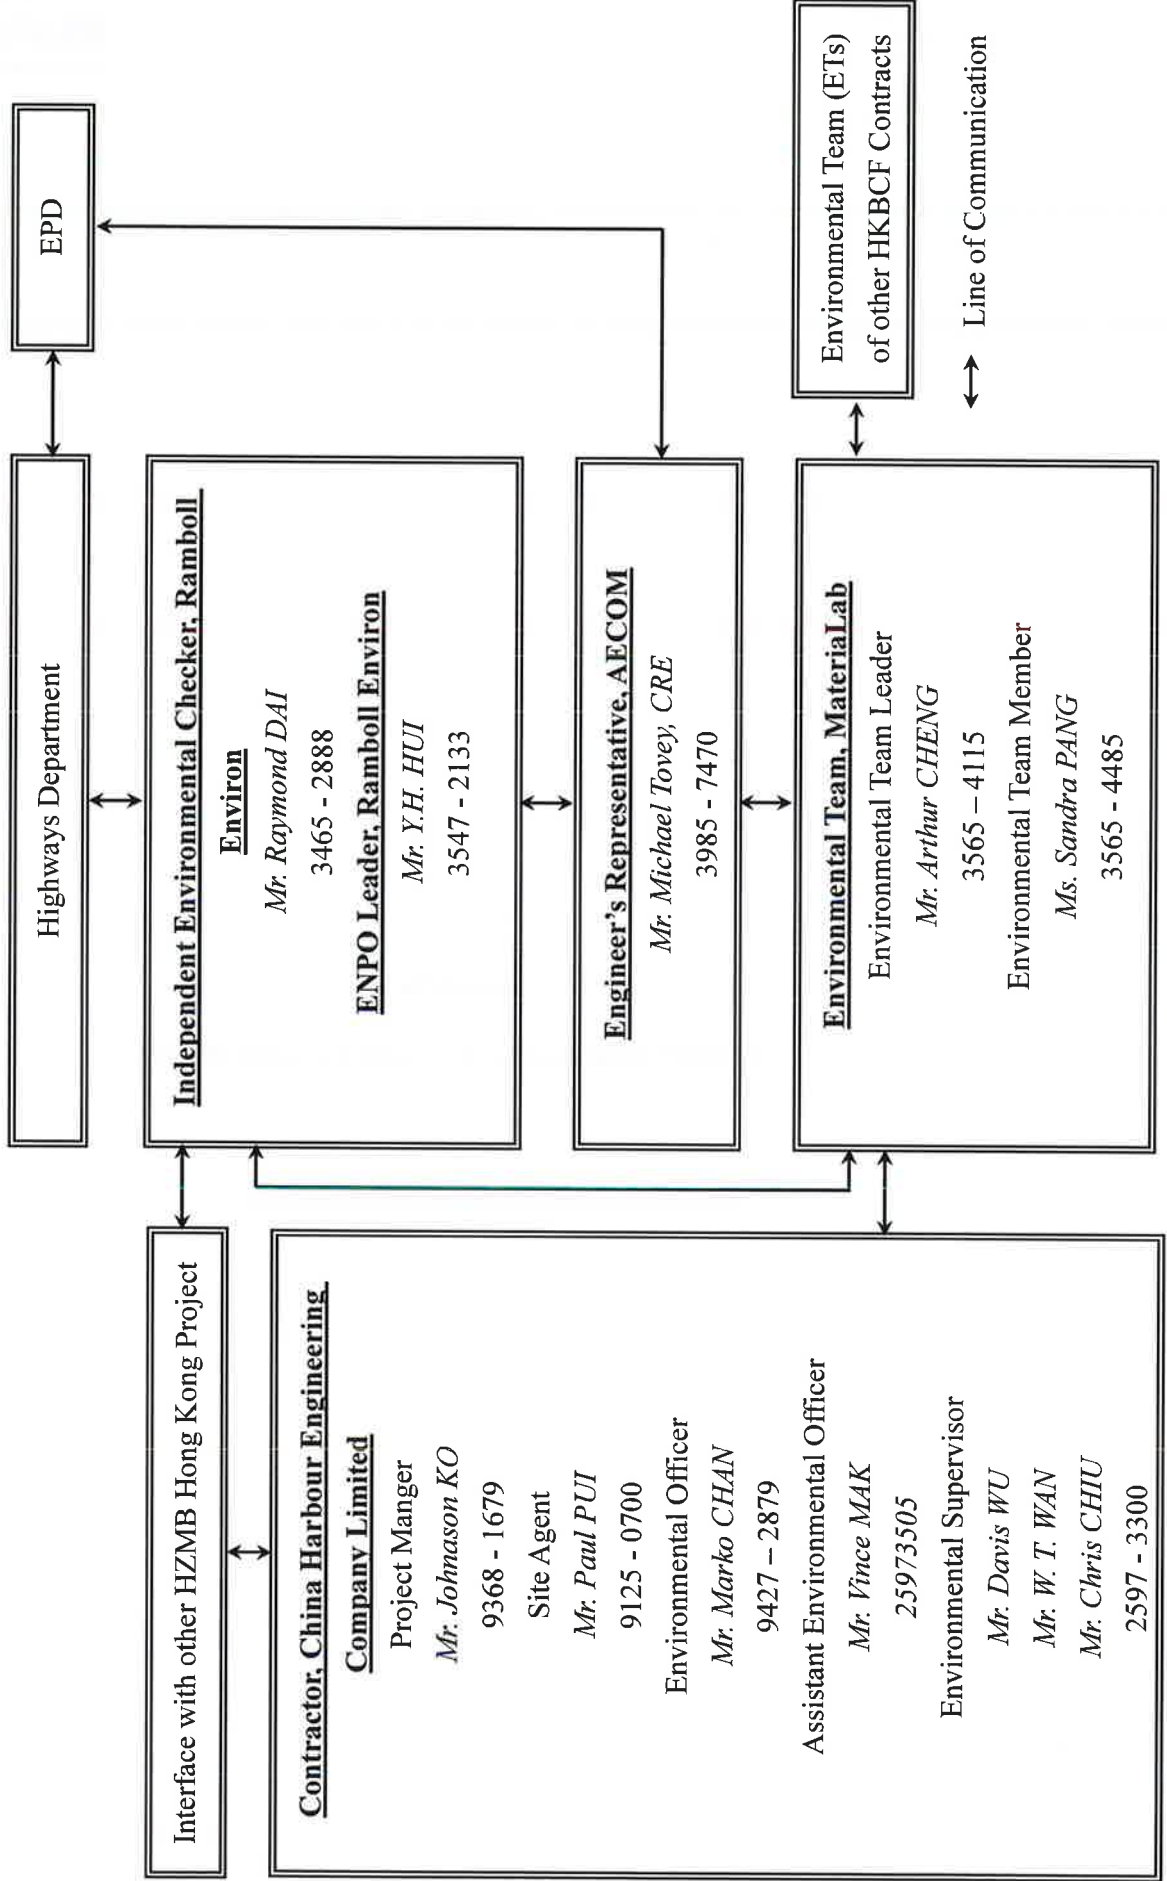 Highways Department
EPD
Interface with other HZMB Hong Kong Project
Independent Environmental Checker, Ramboll
Environ
Mr. Raymond DAI
3465 - 2888
ENPO Leader, Ramboll Environ
Mr. Y.H. HUI
3547 - 2133
Contractor, China Harbour Engineering
Company Limited
Project Manger
Mr. Johnason KO
9368 - 1679
Site Agent
Mr. Paul PUI
9125 - 0700
Environmental Officer
Mr. Marko CHAN
9427 – 2879
Assistant Environmental Officer
Mr. Vince MAK
25973505
Environmental Supervisor
Mr. Davis WU
Mr. W. T. WAN
Mr. Chris CHIU
2597 - 3300
Engineer’s Representative, AECOM
Mr. Michael Tovey, CRE
3985 - 7470
Environmental Team, MateriaLab
Environmental Team Leader
Mr. Arthur CHENG
3565 – 4115
Environmental Team Member
Ms. Sandra PANG
3565 - 4485
Environmental Team (ETs)
of other HKBCF Contracts
Line of Communication